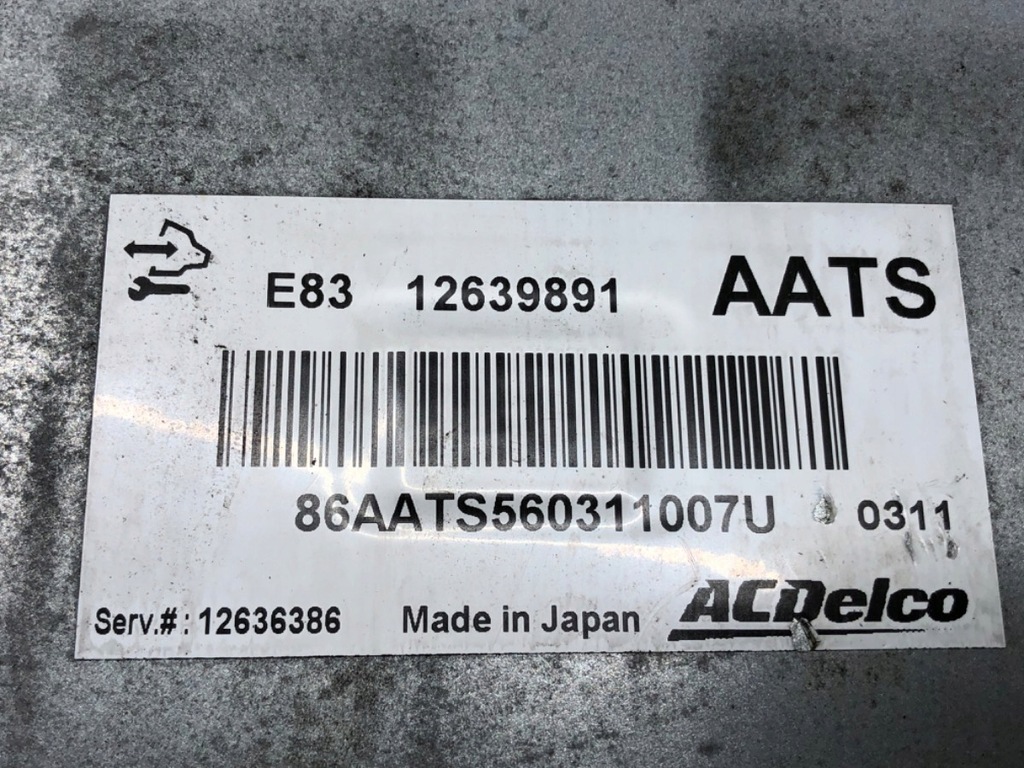 E83 12639891 AATS
86AATS560311007U 0311
Serv.#: 12636386 Made in Japan ACDelco